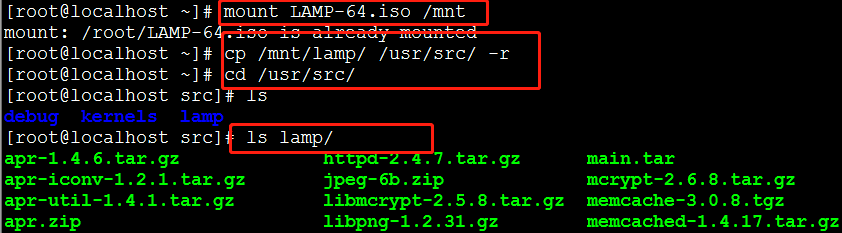 [root@localhost ~]# mount LAMP-64.iso /mnt
mount: /root/LAMP-64.iso is already mounted
[root@localhost ~]# cp /mnt/lamp/ /usr/src/ -r
[root@localhost ~]# cd /usr/src/
[root@localhost src]# ls
debug kernels lamp
[root@localhost src]# ls lamp/
apr-1.4.6.tar.gz httpd-2.4.7.tar.gz main.tar
apr-iconv-1.2.1.tar.gz jpeg-6b.zip mcrypt-2.6.8.tar.gz
apr-util-1.4.1.tar.gz libmcrypt-2.5.8.tar.gz memcache-3.0.8.tgz
apr.zip libpng-1.2.31.gz memcached-1.4.17.tar.gz